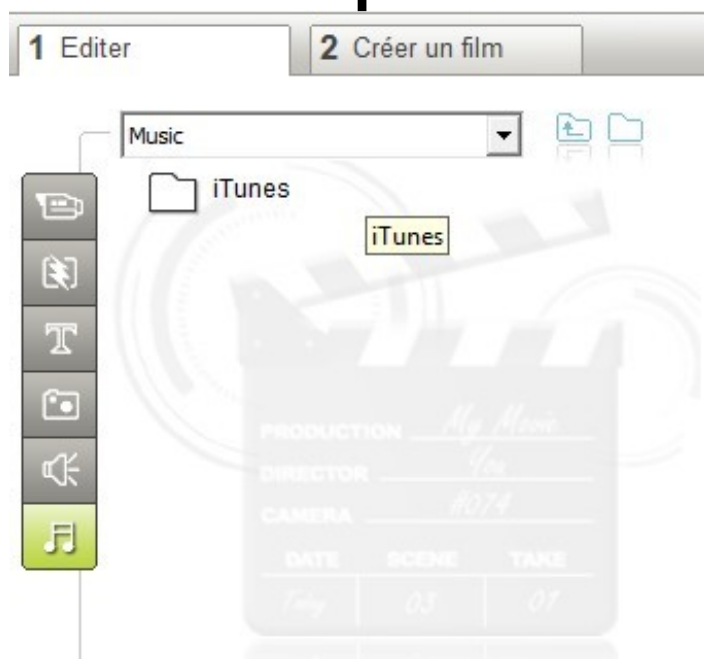 1 Editer
2 Créer un film
Music
iTunes
iTunes
PRODUCTION My Movie
DIRECTOR You
CAMERA #074
DATE SCENE TAKE
Today 03 01